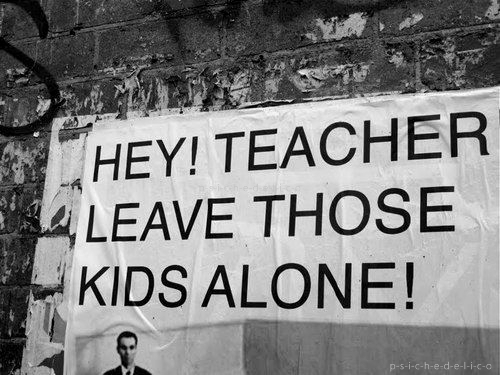 HEY! TEACHER
LEAVE THOSE
KIDS ALONE!
p-s-i-c-h-e-d-e-l-i-c-a